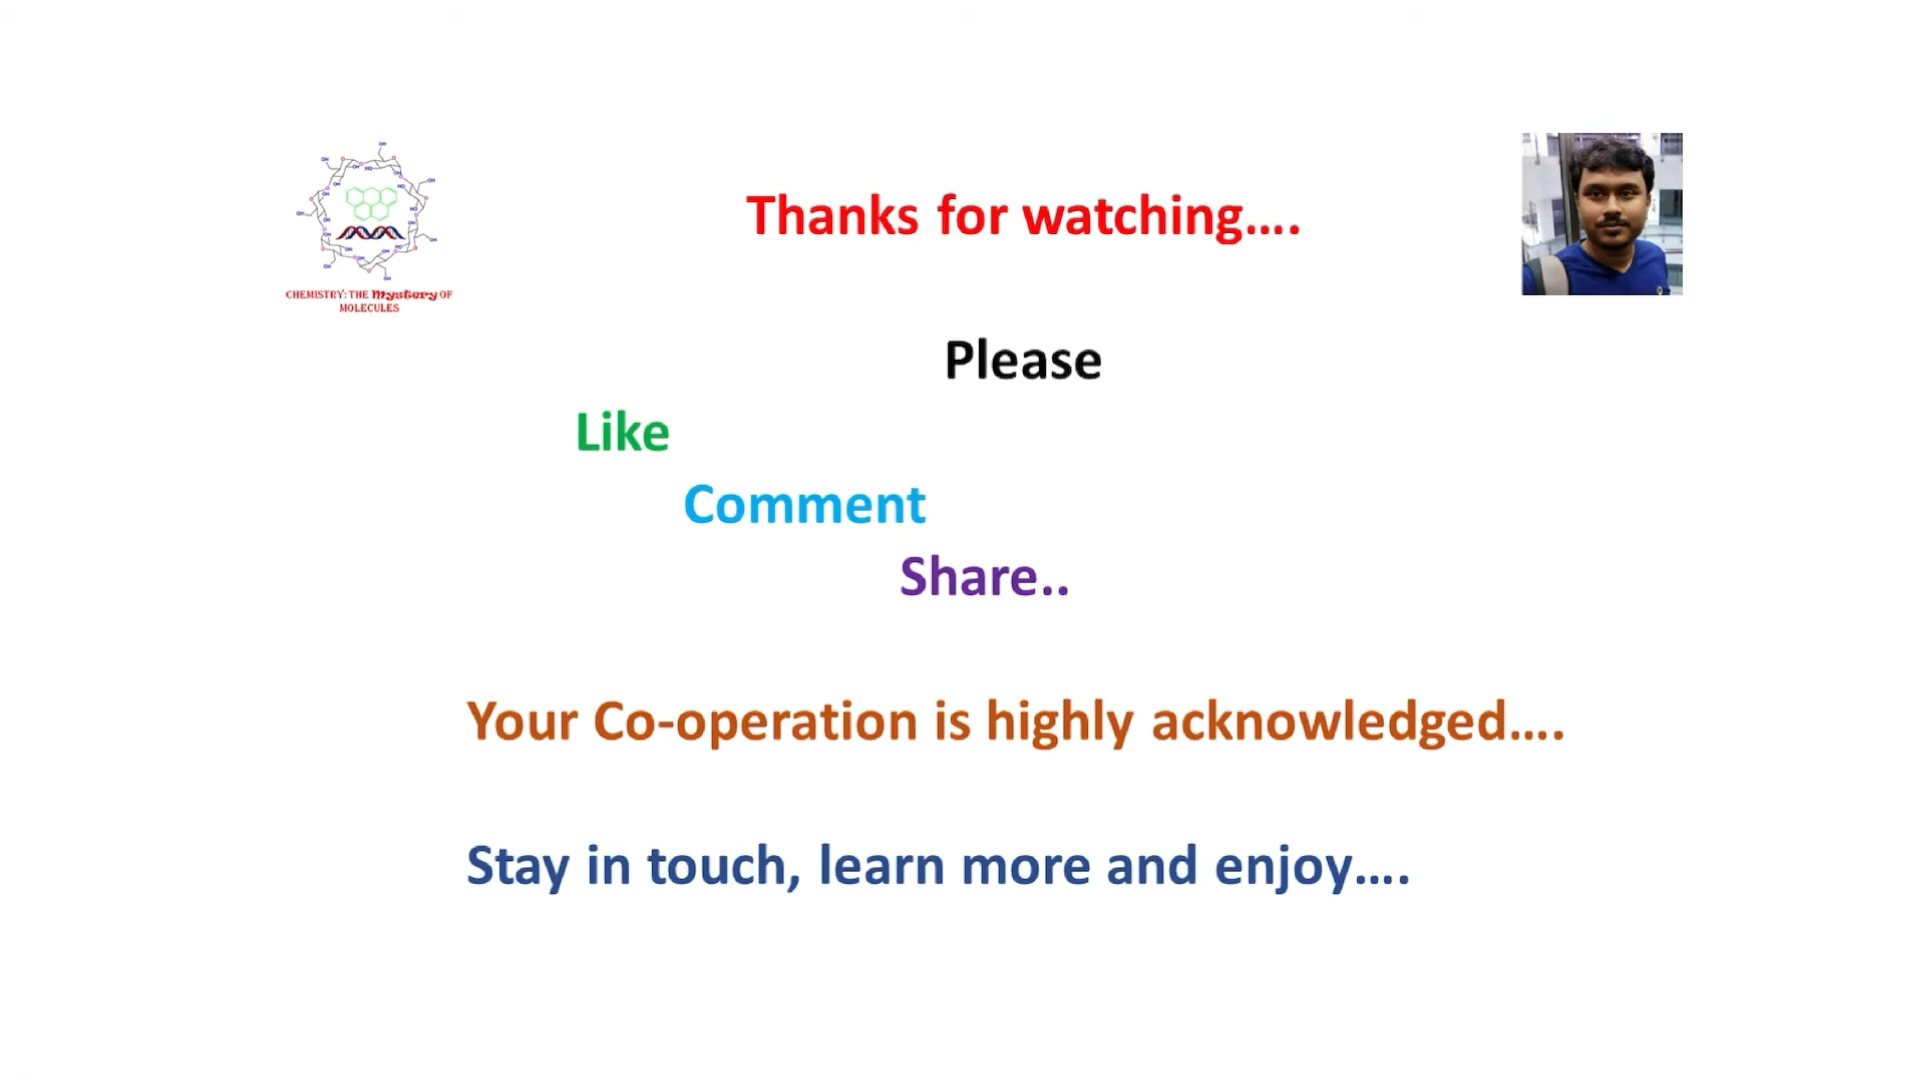 Thanks for watching....
CHEMISTRY: THE Mystery OF
MOLECULES
Please
Like
Comment
Share..
Your Co-operation is highly acknowledged....
Stay in touch, learn more and enjoy....